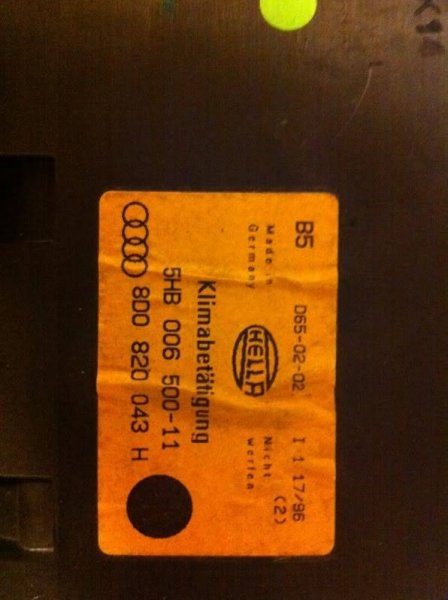 B5 D65-02-02 I 1 17/96
Made in Germany
Nicht werfen (2)
HELLA
Klimabetätigung
5HB 006 500-11
8D0 820 043 H